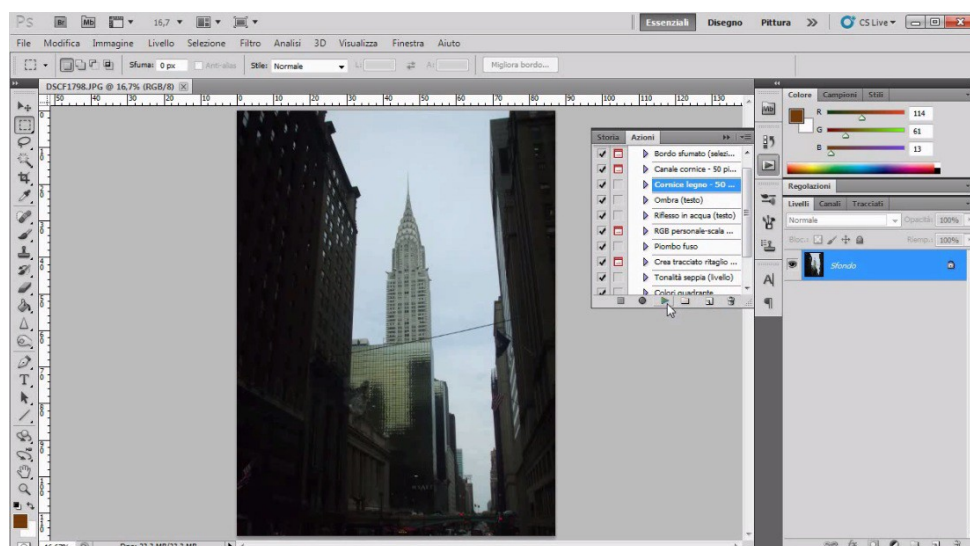 Ps Br Mb 16,7 Essenziali Disegno Pittura >> CS Live
File Modifica Immagine Livello Selezione Filtro Analisi 3D Visualizza Finestra Aiuto
Sfuma: 0 px Anti-alias Stile: Normale Migliora bordo...
DSCF1798.JPG @ 16,7% (RGB/8)
Storia Azioni
Bordo sfumato (selezi...
Canale cornice - 50 pi...
Cornice legno - 50 ...
Ombra (testo)
Riflesso in acqua (testo)
RGB personale-scala ...
Piombo fuso
Crea tracciato ritaglio ...
Tonalità seppia (livello)
Colori quadrante
Colore Campioni Stili
R 114
G 61
B 13
Regolazioni
Livelli Canali Tracciati
Normale Opacità: 100%
Riemp.: 100%
Sfondo